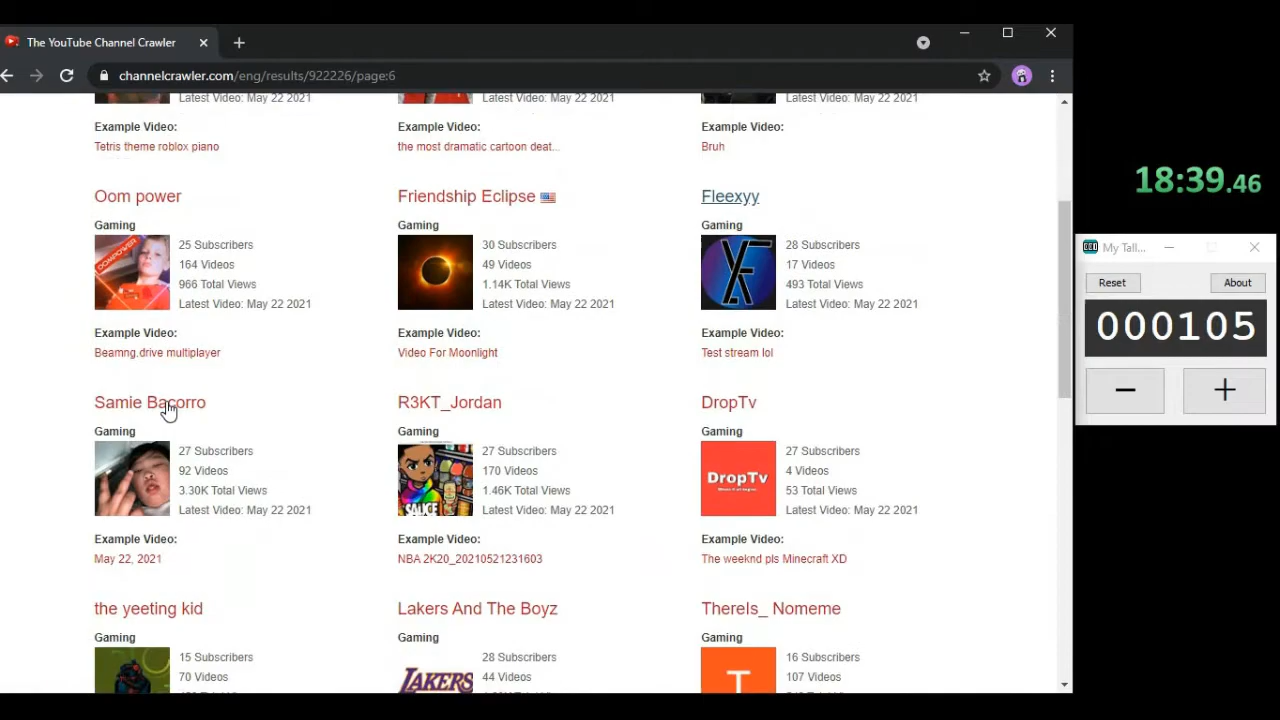 The YouTube Channel Crawler
channelcrawler.com/eng/results/922226/page:6
Latest Video: May 22 2021 Latest Video: May 22 2021 Latest Video: May 22 2021
Example Video: Example Video: Example Video:
Tetris theme roblox piano the most dramatic cartoon deat... Bruh
Oom power Friendship Eclipse Fleexyy
Gaming Gaming Gaming
OOMPOWER
25 Subscribers 30 Subscribers 28 Subscribers
164 Videos 49 Videos 17 Videos
966 Total Views 1.14K Total Views 493 Total Views
Latest Video: May 22 2021 Latest Video: May 22 2021 Latest Video: May 22 2021
Example Video: Example Video: Example Video:
Beamng.drive multiplayer Video For Moonlight Test stream lol
Samie Bacorro R3KT_Jordan DropTv
Gaming Gaming Gaming
27 Subscribers 27 Subscribers 27 Subscribers
92 Videos 170 Videos 4 Videos
DropTv
3.30K Total Views 1.46K Total Views 53 Total Views
SAUCE
Latest Video: May 22 2021 Latest Video: May 22 2021 Latest Video: May 22 2021
Example Video: Example Video: Example Video:
May 22, 2021 NBA 2K20_20210521231603 The weeknd pls Minecraft XD
the yeeting kid Lakers And The Boyz ThereIs_ Nomeme
Gaming Gaming Gaming
15 Subscribers 28 Subscribers 16 Subscribers
70 Videos 44 Videos 107 Videos
LAKERS T
18:39.46
My Tall...
Reset About
000105
− +